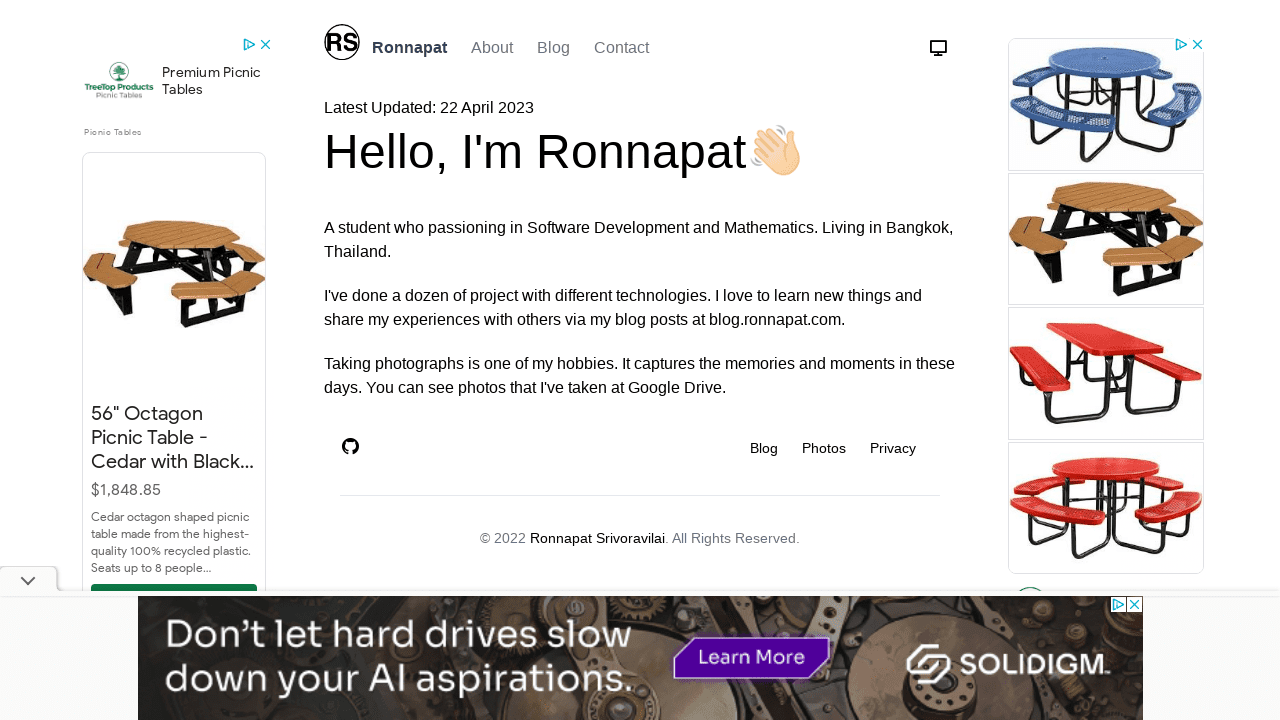 RS
Ronnapat About Blog Contact
Latest Updated: 22 April 2023
Hello, I'm Ronnapat👋🏻
A student who passioning in Software Development and Mathematics. Living in Bangkok,
Thailand.
I've done a dozen of project with different technologies. I love to learn new things and
share my experiences with others via my blog posts at blog.ronnapat.com.
Taking photographs is one of my hobbies. It captures the memories and moments in these
days. You can see photos that I've taken at Google Drive.
Blog Photos Privacy
© 2022 Ronnapat Srivoravilai. All Rights Reserved.
TreeTop Products
Picnic Tables
Premium Picnic
Tables
Picnic Tables
56" Octagon
Picnic Table -
Cedar with Black...
$1,848.85
Cedar octagon shaped picnic
table made from the highest-
quality 100% recycled plastic.
Seats up to 8 people...
Don't let hard drives slow
down your AI aspirations.
Learn More
SOLIDIGM